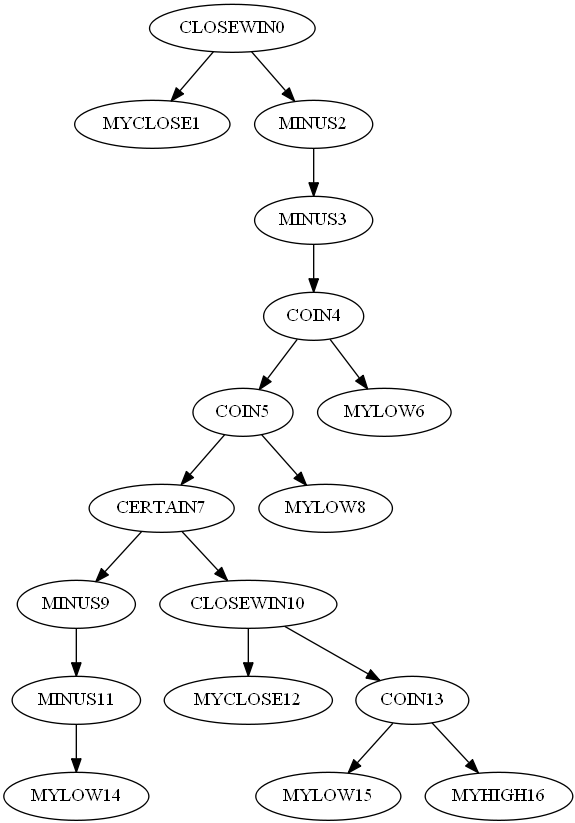 CLOSEWIN0
MYCLOSE1
MINUS2
MINUS3
COIN4
COIN5
MYLOW6
CERTAIN7
MYLOW8
MINUS9
CLOSEWIN10
MINUS11
MYCLOSE12
COIN13
MYLOW14
MYLOW15
MYHIGH16